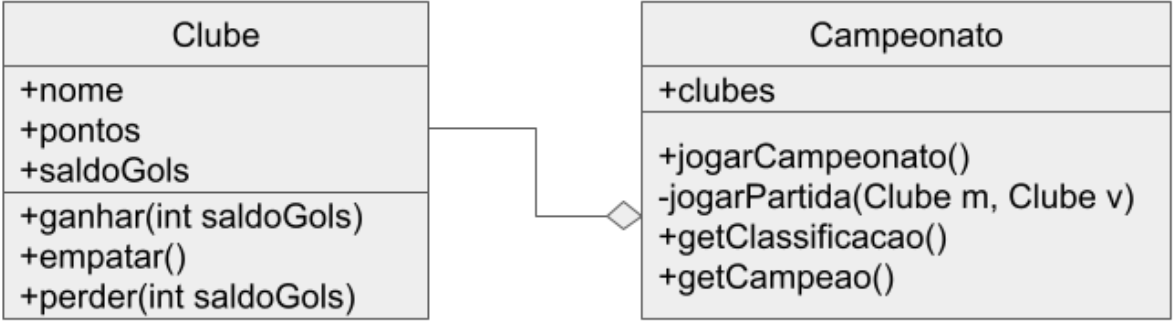 Clube
+nome
+pontos
+saldoGols
+ganhar(int saldoGols)
+empatar()
+perder(int saldoGols)
Campeonato
+clubes
+jogarCampeonato()
-jogarPartida(Clube m, Clube v)
+getClassificacao()
+getCampeao()